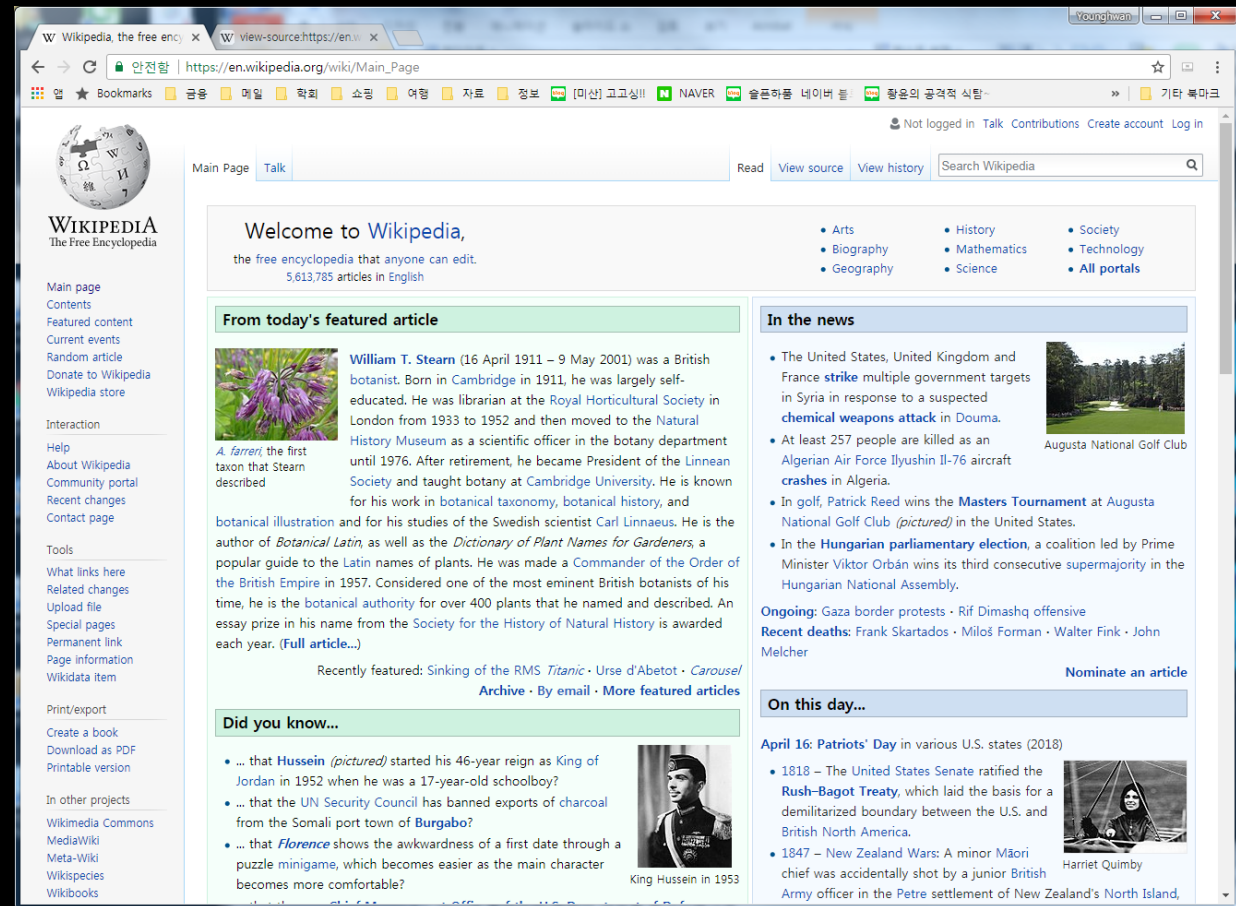 Younghwan
Wikipedia, the free ency
view-source:https://en.w
안전함 | https://en.wikipedia.org/wiki/Main_Page
앱 Bookmarks 금융 메일 학회 쇼핑 여행 자료 정보 [미산] 고고싱!! NAVER 슬픈하품 네이버 블 황윤의 공격적 식탐 » 기타 북마크
Not logged in Talk Contributions Create account Log in
Main Page Talk Read View source View history Search Wikipedia
WIKIPEDIA
The Free Encyclopedia
Main page
Contents
Featured content
Current events
Random article
Donate to Wikipedia
Wikipedia store
Interaction
Help
About Wikipedia
Community portal
Recent changes
Contact page
Tools
What links here
Related changes
Upload file
Special pages
Permanent link
Page information
Wikidata item
Print/export
Create a book
Download as PDF
Printable version
In other projects
Wikimedia Commons
MediaWiki
Meta-Wiki
Wikispecies
Wikibooks
Welcome to Wikipedia,
the free encyclopedia that anyone can edit.
5,613,785 articles in English
• Arts
• Biography
• Geography
• History
• Mathematics
• Science
• Society
• Technology
• All portals
From today's featured article
A. farreri, the first
taxon that Stearn
described
William T. Stearn (16 April 1911 – 9 May 2001) was a British
botanist. Born in Cambridge in 1911, he was largely self-
educated. He was librarian at the Royal Horticultural Society in
London from 1933 to 1952 and then moved to the Natural
History Museum as a scientific officer in the botany department
until 1976. After retirement, he became President of the Linnean
Society and taught botany at Cambridge University. He is known
for his work in botanical taxonomy, botanical history, and
botanical illustration and for his studies of the Swedish scientist Carl Linnaeus. He is the
author of Botanical Latin, as well as the Dictionary of Plant Names for Gardeners, a
popular guide to the Latin names of plants. He was made a Commander of the Order of
the British Empire in 1957. Considered one of the most eminent British botanists of his
time, he is the botanical authority for over 400 plants that he named and described. An
essay prize in his name from the Society for the History of Natural History is awarded
each year. (Full article...)
Recently featured: Sinking of the RMS Titanic · Urse d'Abetot · Carousel
Archive · By email · More featured articles
Did you know...
• ... that Hussein (pictured) started his 46-year reign as King of
Jordan in 1952 when he was a 17-year-old schoolboy?
• ... that the UN Security Council has banned exports of charcoal
from the Somali port town of Burgabo?
• ... that Florence shows the awkwardness of a first date through a
puzzle minigame, which becomes easier as the main character
becomes more comfortable?
King Hussein in 1953
In the news
• The United States, United Kingdom and
France strike multiple government targets
in Syria in response to a suspected
chemical weapons attack in Douma.
• At least 257 people are killed as an
Algerian Air Force Ilyushin Il-76 aircraft
crashes in Algeria.
• In golf, Patrick Reed wins the Masters Tournament at Augusta
National Golf Club (pictured) in the United States.
• In the Hungarian parliamentary election, a coalition led by Prime
Minister Viktor Orbán wins its third consecutive supermajority in the
Hungarian National Assembly.
Augusta National Golf Club
Ongoing: Gaza border protests · Rif Dimashq offensive
Recent deaths: Frank Skartados · Miloš Forman · Walter Fink · John
Melcher
Nominate an article
On this day...
April 16: Patriots' Day in various U.S. states (2018)
• 1818 – The United States Senate ratified the
Rush–Bagot Treaty, which laid the basis for a
demilitarized boundary between the U.S. and
British North America.
• 1847 – New Zealand Wars: A minor Māori
chief was accidentally shot by a junior British
Army officer in the Petre settlement of New Zealand's North Island,
Harriet Quimby